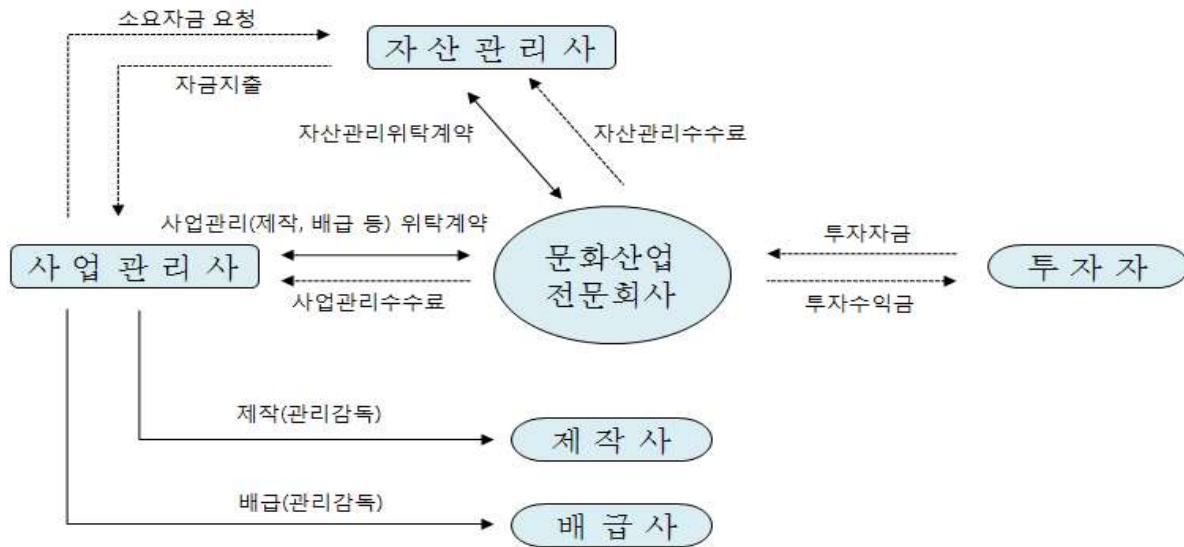 소요자금 요청
자 산 관 리 사
자금지출
자산관리위탁계약
자산관리수수료
사업관리(제작, 배급 등) 위탁계약
사 업 관 리 사
사업관리수수료
문화산업
전문회사
투자자금
투자수익금
투 자 자
제작(관리감독)
제 작 사
배급(관리감독)
배 급 사